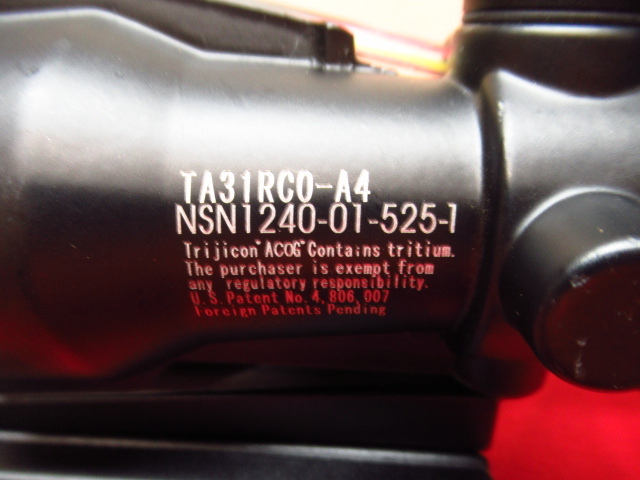 TA31RCO-A4
NSN1240-01-525-1
Trijicon® ACOG® Contains tritium.
The purchaser is exempt from
any regulatory responsibility.
U.S.Patent No.4,806,007
Foreign Patents Pending